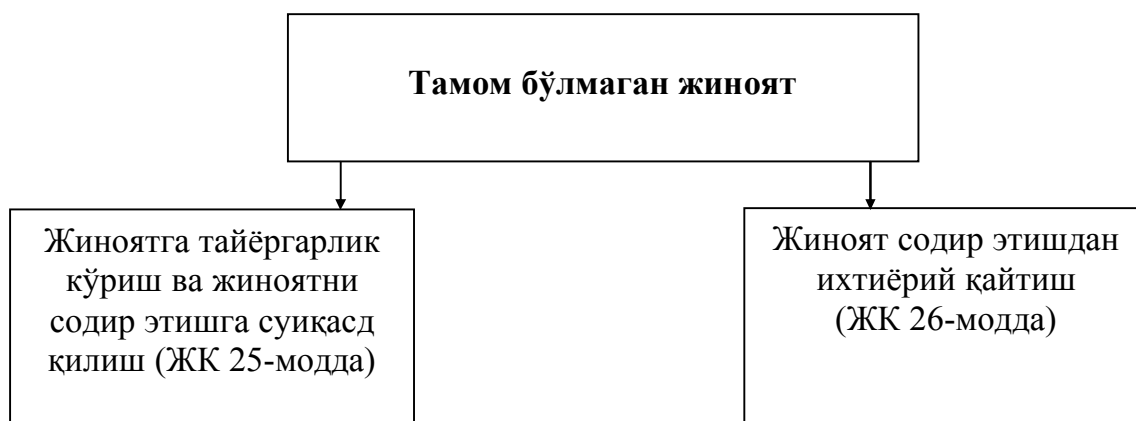 Тамом бўлмаган жиноят
Жиноятга тайёргарлик
кўриш ва жиноятни
содир этишга суиқасд
қилиш (ЖК 25-модда)
Жиноят содир этишдан
ихтиёрий қайтиш
(ЖК 26-модда)